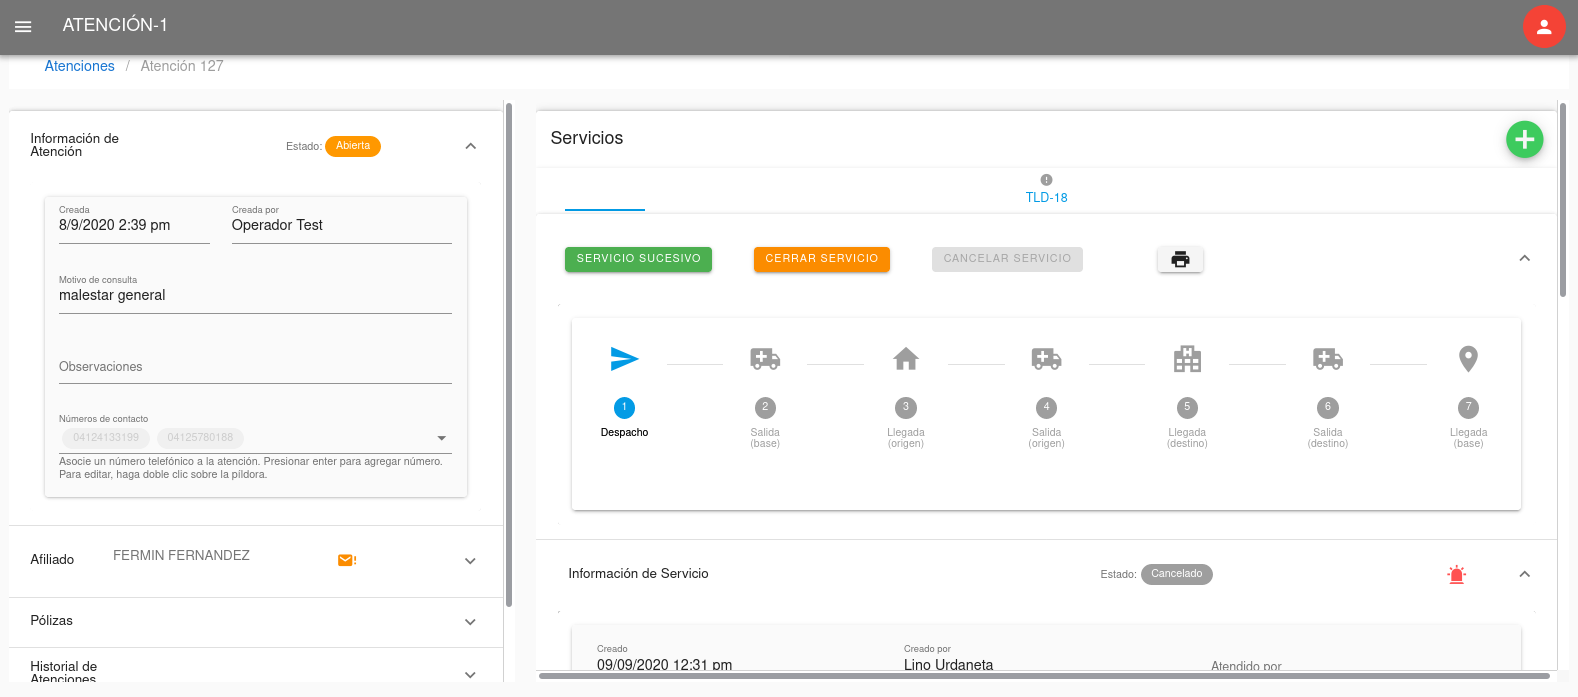 ATENCIÓN-1
Atenciones / Atención 127
Información de
Atención
Estado: Abierta
Creada
8/9/2020 2:39 pm
Creada por
Operador Test
Motivo de consulta
malestar general
Observaciones
Números de contacto
04124133199 04125780188
Asocie un número telefónico a la atención. Presionar enter para agregar número.
Para editar, haga doble clic sobre la píldora.
Afiliado FERMIN FERNANDEZ
Pólizas
Historial de
Atenciones
Servicios
TLD-18
SERVICIO SUCESIVO CERRAR SERVICIO CANCELAR SERVICIO
1 2 3 4 5 6 7
Despacho
Salida
(base)
Llegada
(origen)
Salida
(origen)
Llegada
(destino)
Salida
(destino)
Llegada
(base)
Información de Servicio
Estado: Cancelado
Creado
09/09/2020 12:31 pm
Creado por
Lino Urdaneta
Atendido por